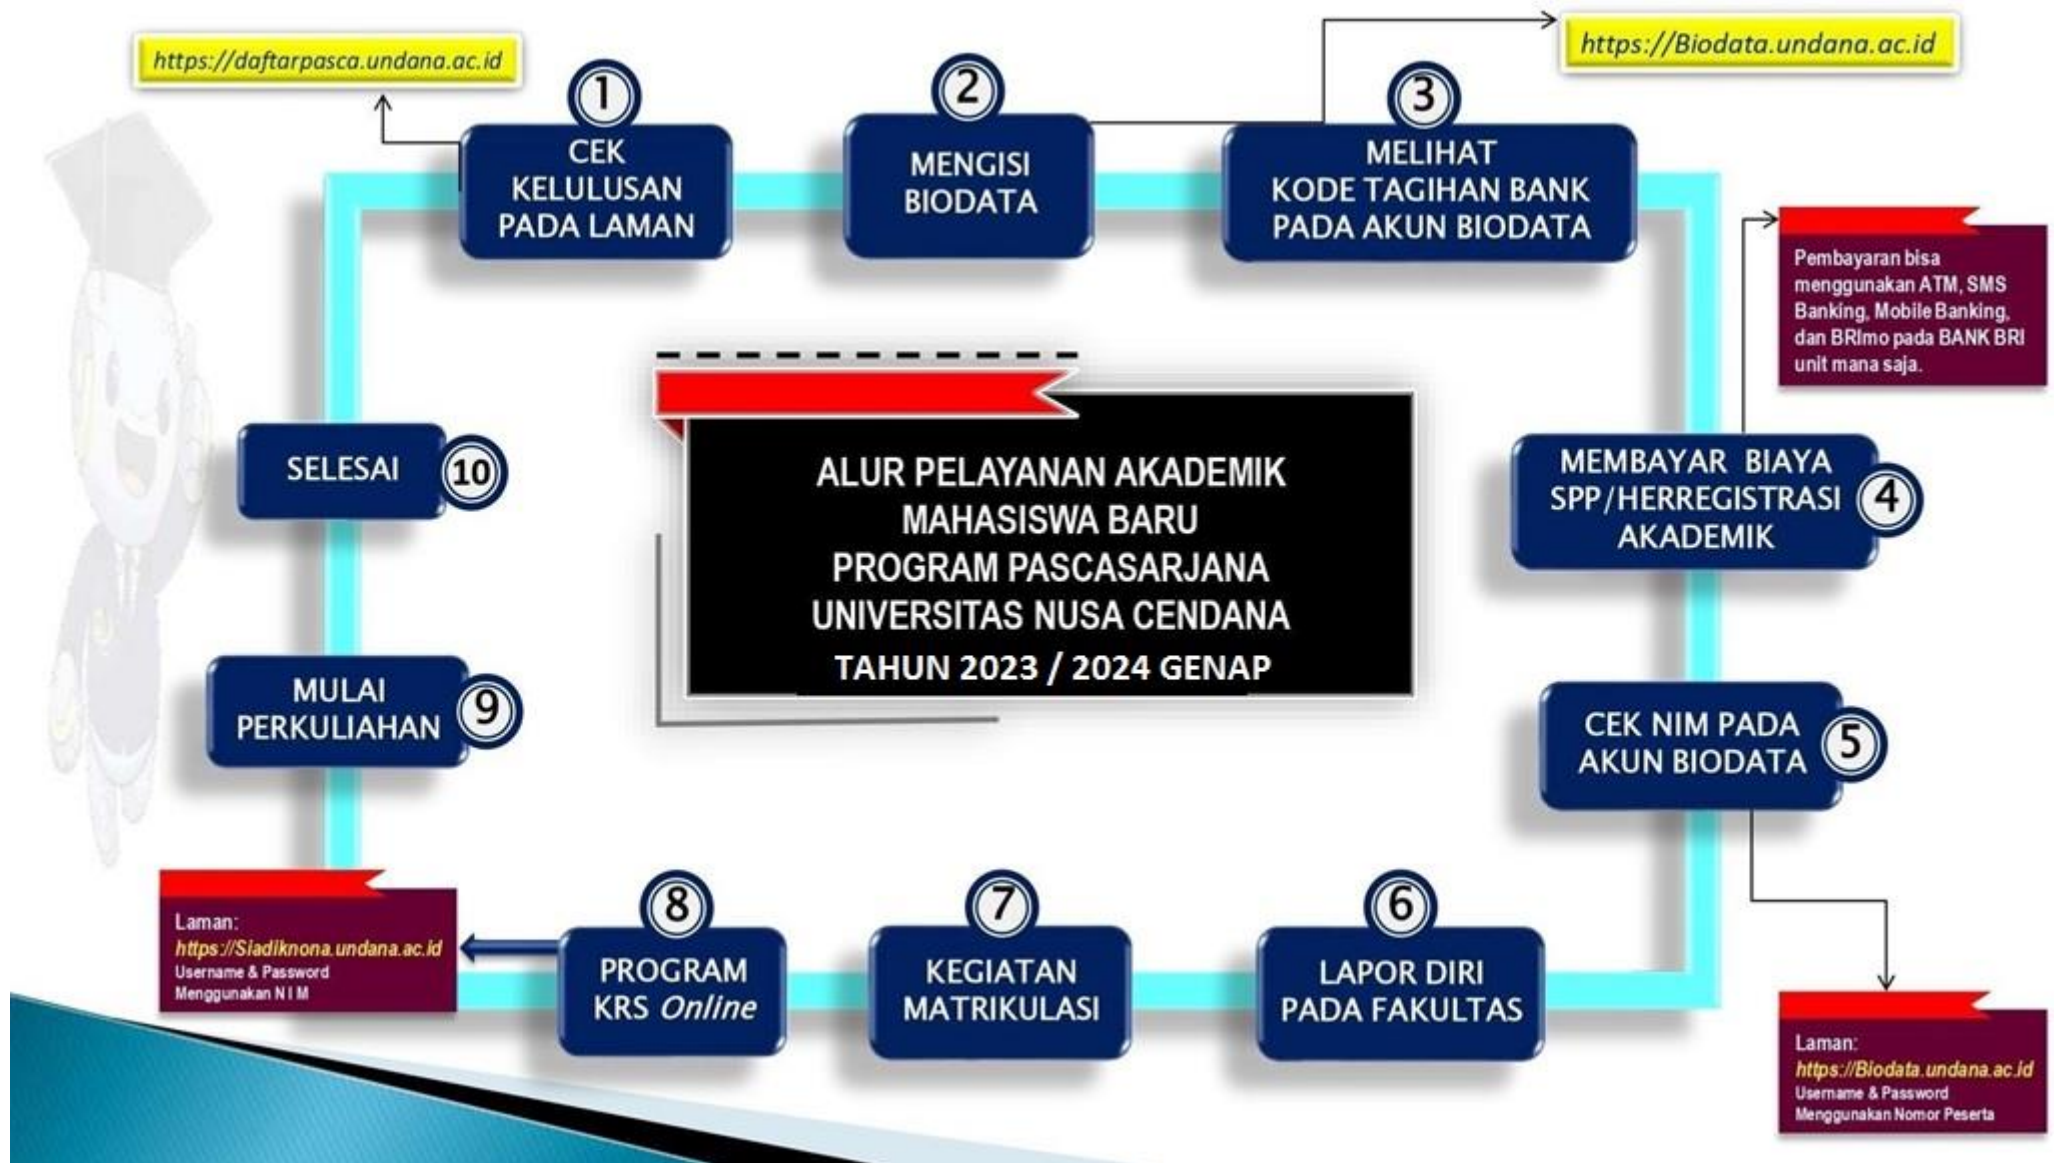 https://daftarpasca.undana.ac.id
https://Biodata.undana.ac.id
1
CEK
KELULUSAN
PADA LAMAN
2
MENGISI
BIODATA
3
MELIHAT
KODE TAGIHAN BANK
PADA AKUN BIODATA
Pembayaran bisa
menggunakan ATM, SMS
Banking, Mobile Banking,
dan BRImo pada BANK BRI
unit mana saja.
MEMBAYAR BIAYA
SPP/HERREGISTRASI
AKADEMIK
4
CEK NIM PADA
AKUN BIODATA
5
Laman:
https://Biodata.undana.ac.id
Username & Password
Menggunakan Nomor Peserta
6
LAPOR DIRI
PADA FAKULTAS
7
KEGIATAN
MATRIKULASI
8
PROGRAM
KRS Online
Laman:
https://Siadiknona.undana.ac.id
Username & Password
Menggunakan N I M
MULAI
PERKULIAHAN
9
SELESAI
10
ALUR PELAYANAN AKADEMIK
MAHASISWA BARU
PROGRAM PASCASARJANA
UNIVERSITAS NUSA CENDANA
TAHUN 2023 / 2024 GENAP